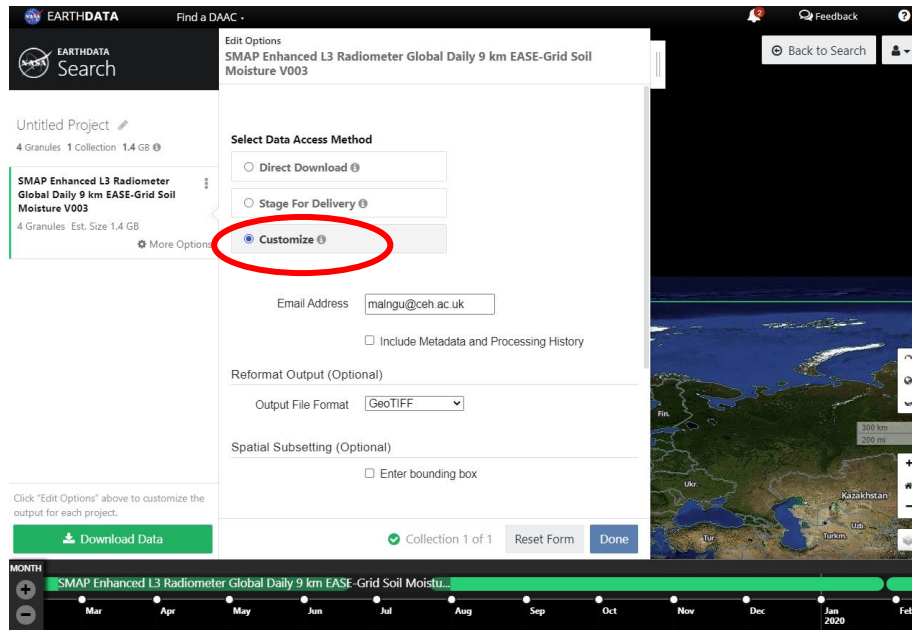 EARTHDATA
Find a DAAC
2
Feedback
?
EARTHDATA
Search
Edit Options
SMAP Enhanced L3 Radiometer Global Daily 9 km EASE-Grid Soil
Moisture V003
Back to Search
Untitled Project
4 Granules 1 Collection 1.4 GB
SMAP Enhanced L3 Radiometer
Global Daily 9 km EASE-Grid Soil
Moisture V003
4 Granules Est. Size 1.4 GB
More Options
Select Data Access Method
Direct Download
Stage For Delivery
Customize
Email Address
malngu@ceh.ac.uk
Include Metadata and Processing History
Reformat Output (Optional)
Output File Format
GeoTIFF
Spatial Subsetting (Optional)
Enter bounding box
Fin.
300 km
200 mi
Ukr.
Kazakhstan
Uzb.
Tur.
Turkm.
Click "Edit Options" above to customize the
output for each project.
Download Data
Collection 1 of 1
Reset Form
Done
MONTH
SMAP Enhanced L3 Radiometer Global Daily 9 km EASE-Grid Soil Moistu...
Mar Apr May Jun Jul Aug Sep Oct Nov Dec Jan Feb
2020